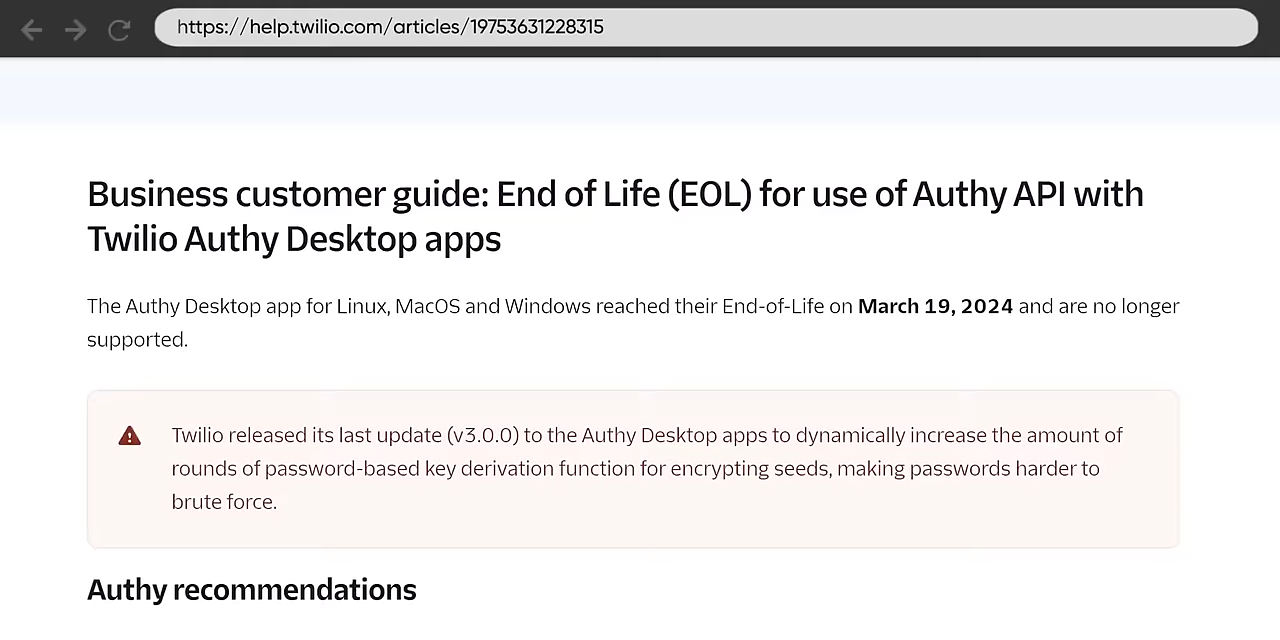 https://help.twilio.com/articles/19753631228315
Business customer guide: End of Life (EOL) for use of Authy API with
Twilio Authy Desktop apps
The Authy Desktop app for Linux, MacOS and Windows reached their End-of-Life on March 19, 2024 and are no longer
supported.
Twilio released its last update (v3.0.0) to the Authy Desktop apps to dynamically increase the amount of
rounds of password-based key derivation function for encrypting seeds, making passwords harder to
brute force.
Authy recommendations